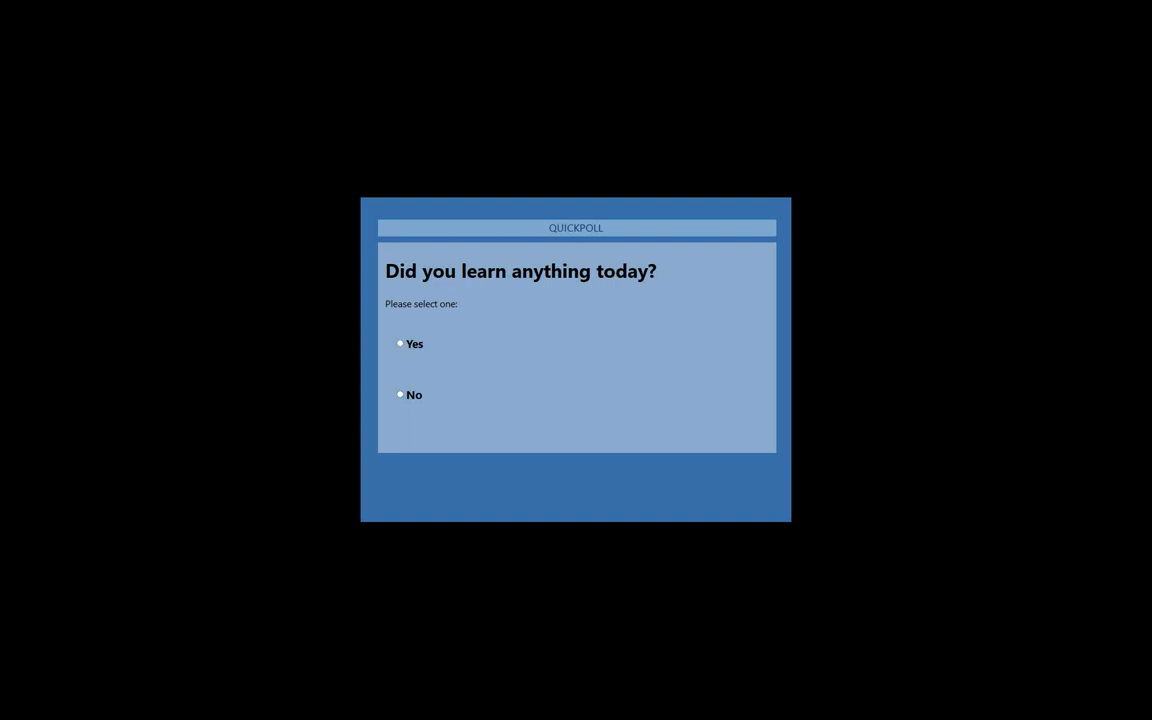 QUICKPOLL
Did you learn anything today?
Please select one:
Yes
No